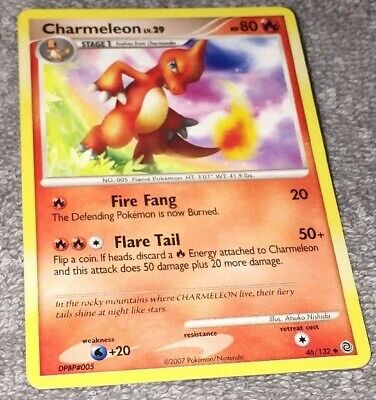 Charmeleon LV.29 HP 80
STAGE 1 Evolves from Charmander
NO. 005 Flame Pokémon HT: 3'07" WT: 41.9 lbs.
Fire Fang 20
The Defending Pokémon is now Burned.
Flare Tail 50+
Flip a coin. If heads, discard a Energy attached to Charmeleon
and this attack does 50 damage plus 20 more damage.
In the rocky mountains where CHARMELEON live, their fiery
tails shine at night like stars.
Illus. Atsuko Nishida
weakness resistance retreat cost
+20
DPBP#005 ©2007 Pokémon/Nintendo 46/132